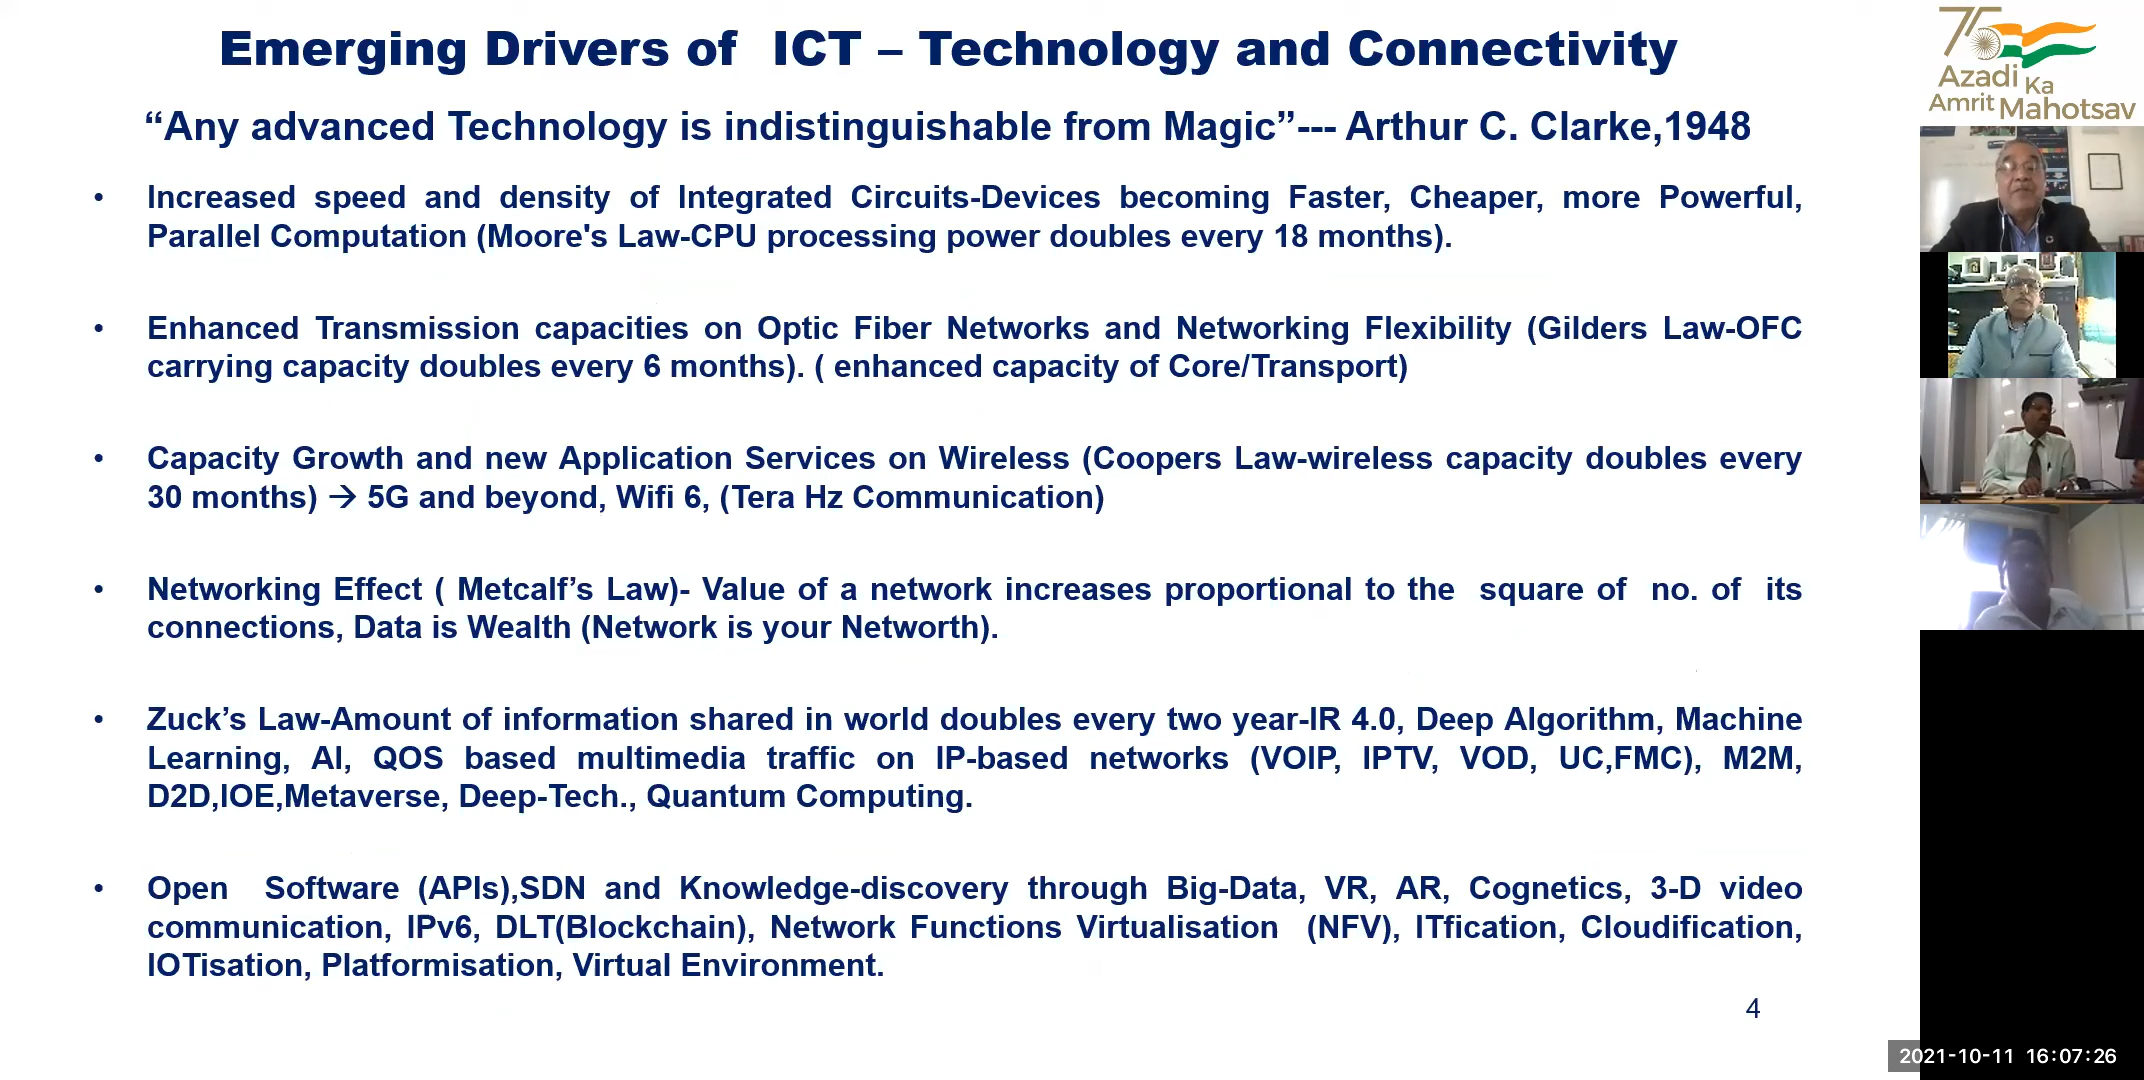 Emerging Drivers of ICT – Technology and Connectivity
“Any advanced Technology is indistinguishable from Magic”--- Arthur C. Clarke,1948
• Increased speed and density of Integrated Circuits-Devices becoming Faster, Cheaper, more Powerful,
Parallel Computation (Moore's Law-CPU processing power doubles every 18 months).
• Enhanced Transmission capacities on Optic Fiber Networks and Networking Flexibility (Gilders Law-OFC
carrying capacity doubles every 6 months). ( enhanced capacity of Core/Transport)
• Capacity Growth and new Application Services on Wireless (Coopers Law-wireless capacity doubles every
30 months) → 5G and beyond, Wifi 6, (Tera Hz Communication)
• Networking Effect ( Metcalf’s Law)- Value of a network increases proportional to the square of no. of its
connections, Data is Wealth (Network is your Networth).
• Zuck’s Law-Amount of information shared in world doubles every two year-IR 4.0, Deep Algorithm, Machine
Learning, AI, QOS based multimedia traffic on IP-based networks (VOIP, IPTV, VOD, UC,FMC), M2M,
D2D,IOE,Metaverse, Deep-Tech., Quantum Computing.
• Open Software (APIs),SDN and Knowledge-discovery through Big-Data, VR, AR, Cognetics, 3-D video
communication, IPv6, DLT(Blockchain), Network Functions Virtualisation (NFV), ITfication, Cloudification,
IOTisation, Platformisation, Virtual Environment.
4
75
Azadi Ka
Amrit Mahotsav
2021-10-11 16:07:26